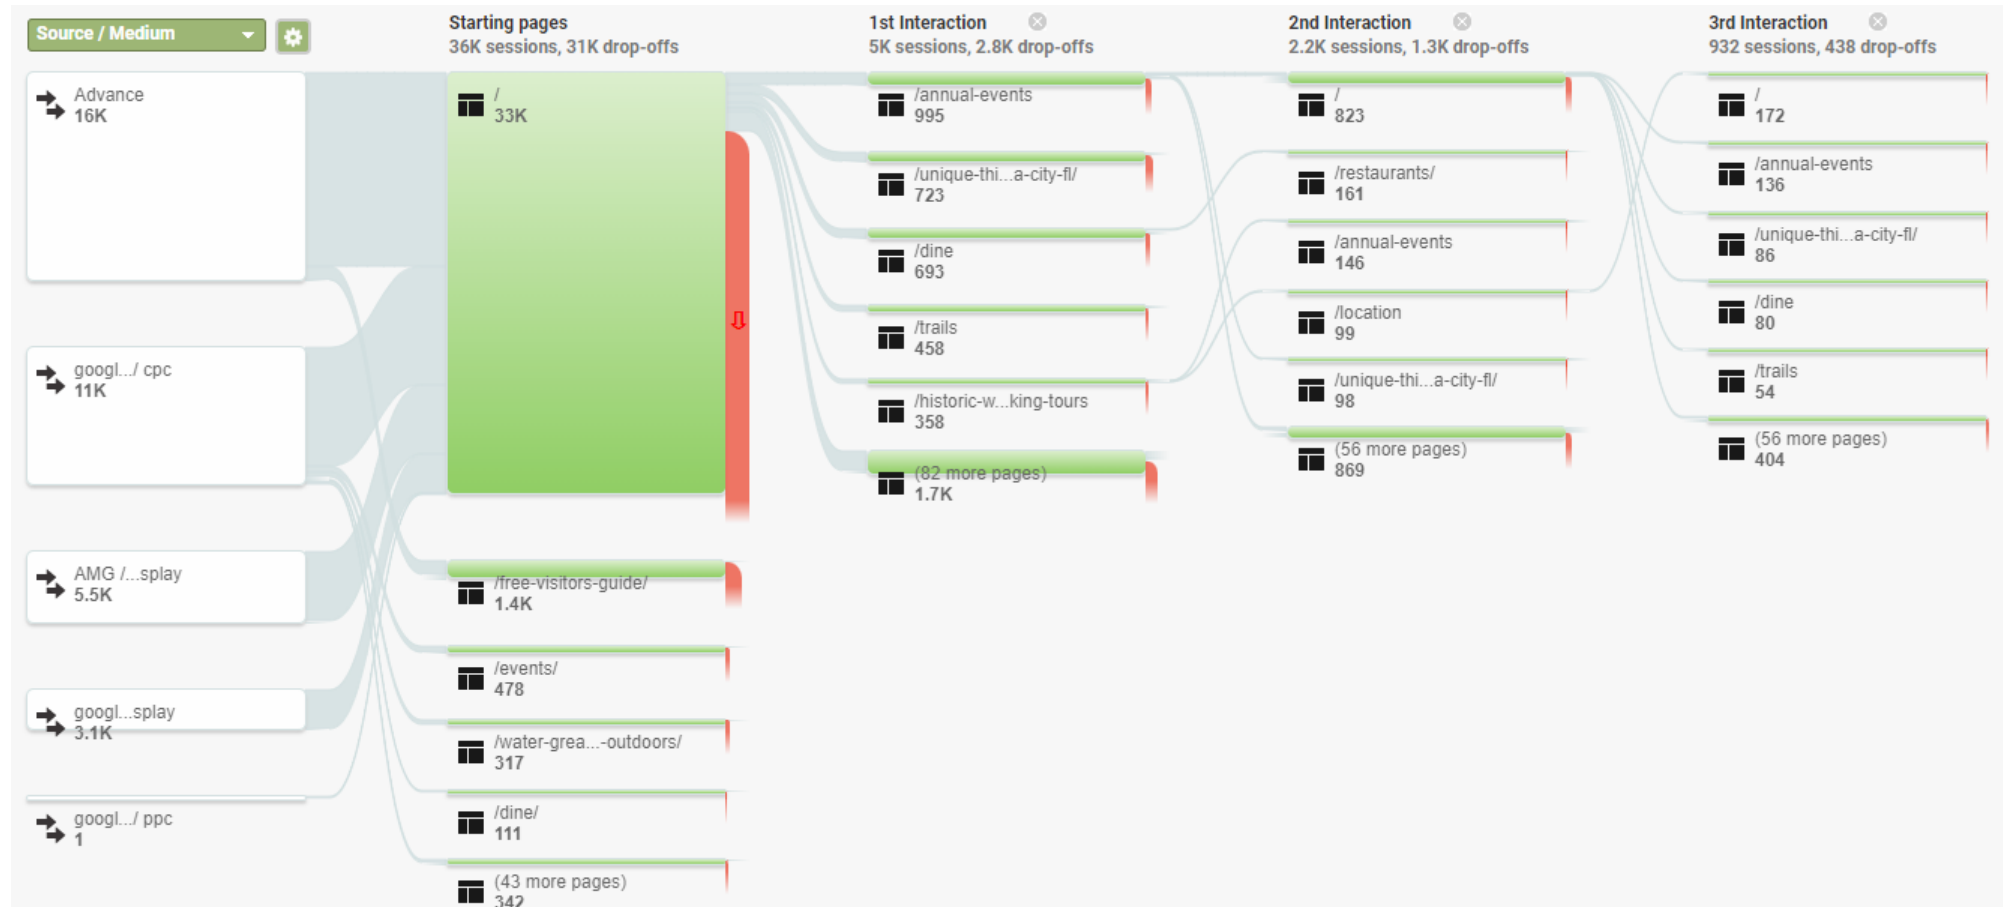 Source / Medium
Starting pages
36K sessions, 31K drop-offs
1st Interaction
5K sessions, 2.8K drop-offs
2nd Interaction
2.2K sessions, 1.3K drop-offs
3rd Interaction
932 sessions, 438 drop-offs
Advance
16K
googl.../ cpc
11K
AMG /...splay
5.5K
googl...splay
3.1K
googl.../ ppc
1
/
33K
/free-visitors-guide/
1.4K
/events/
478
/water-grea...-outdoors/
317
/dine/
111
(43 more pages)
342
/annual-events
995
/unique-thi...a-city-fl/
723
/dine
693
/trails
458
/historic-w...king-tours
358
(82 more pages)
1.7K
/
823
/restaurants/
161
/annual-events
146
/location
99
/unique-thi...a-city-fl/
98
(56 more pages)
869
/
172
/annual-events
136
/unique-thi...a-city-fl/
86
/dine
80
/trails
54
(56 more pages)
404